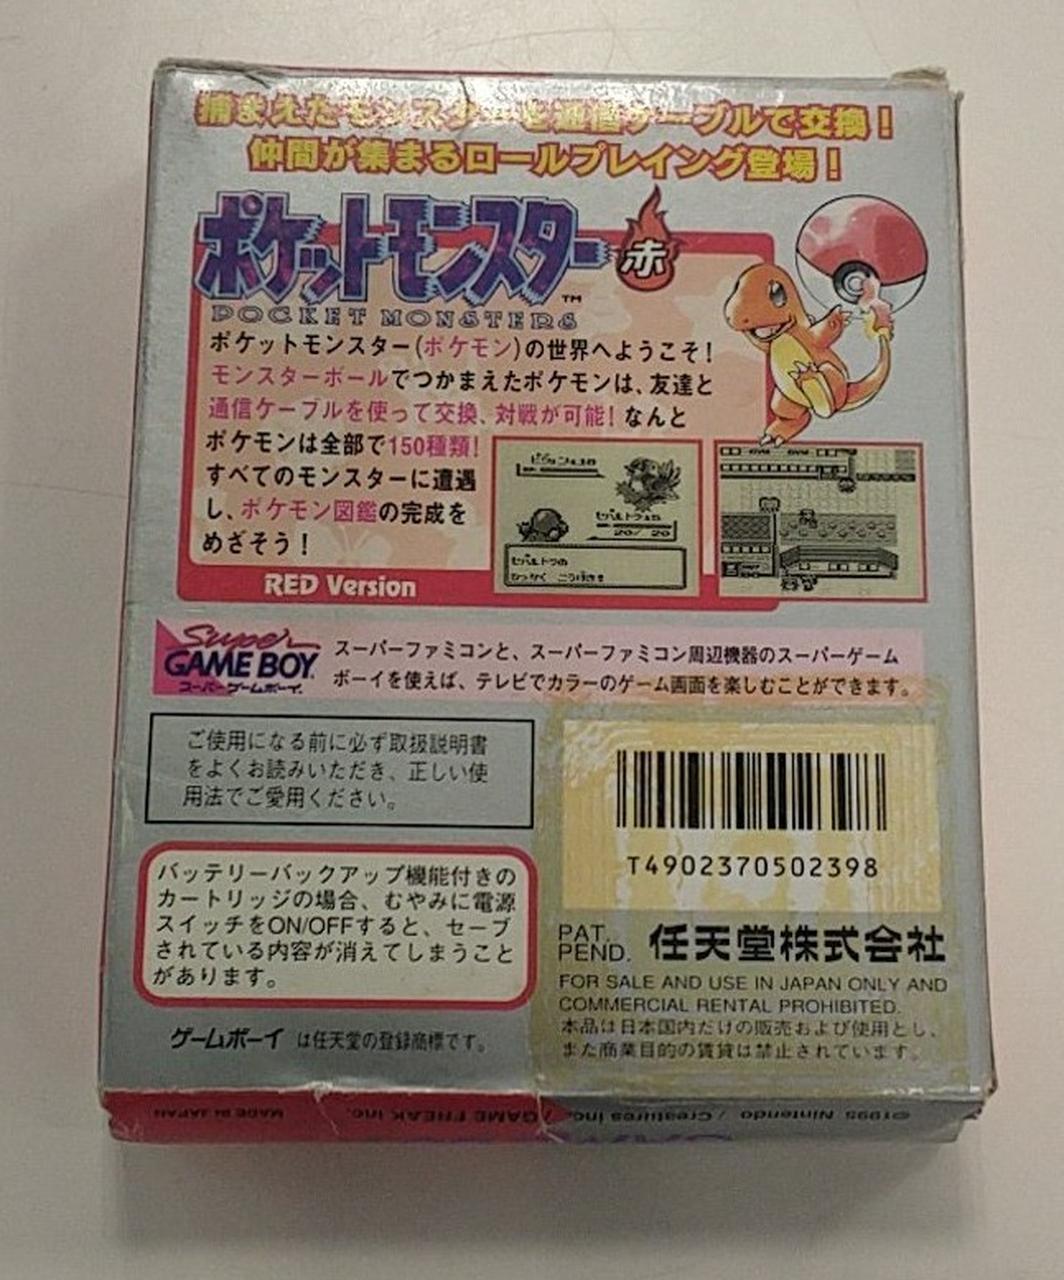 捕まえたモンスターを通信ケーブルで交換！
仲間が集まるロールプレイング登場！
ポケットモンスター 赤
TM
POCKET MONSTERS
ポケットモンスター(ポケモン)の世界へようこそ！
モンスターボールでつかまえたポケモンは、友達と
通信ケーブルを使って交換、対戦が可能！なんと
ポケモンは全部で150種類！
すべてのモンスターに遭遇
し、ポケモン図鑑の完成を
めざそう！
20/ 20
ひっかく こうげき
RED Version
Super
GAME BOY
スーパーゲームボーイ
スーパーファミコンと、スーパーファミコン周辺機器のスーパーゲーム
ボーイを使えば、テレビでカラーのゲーム画面を楽しむことができます。
ご使用になる前に必ず取扱説明書
をよくお読みいただき、正しい使
用法でご愛用ください。
T4902370502398
バッテリーバックアップ機能付きの
カートリッジの場合、むやみに電源
スイッチをON/OFFすると、セーブ
されている内容が消えてしまうこと
があります。
PAT.
PEND. 任天堂株式会社
FOR SALE AND USE IN JAPAN ONLY AND
COMMERCIAL RENTAL PROHIBITED.
本品は日本国内だけの販売および使用とし、
また商業目的の賃貸は禁止されています。
ゲームボーイ は任天堂の登録商標です。
©1995 Nintendo / Creatures inc. / GAME FREAK inc. MADE IN JAPAN